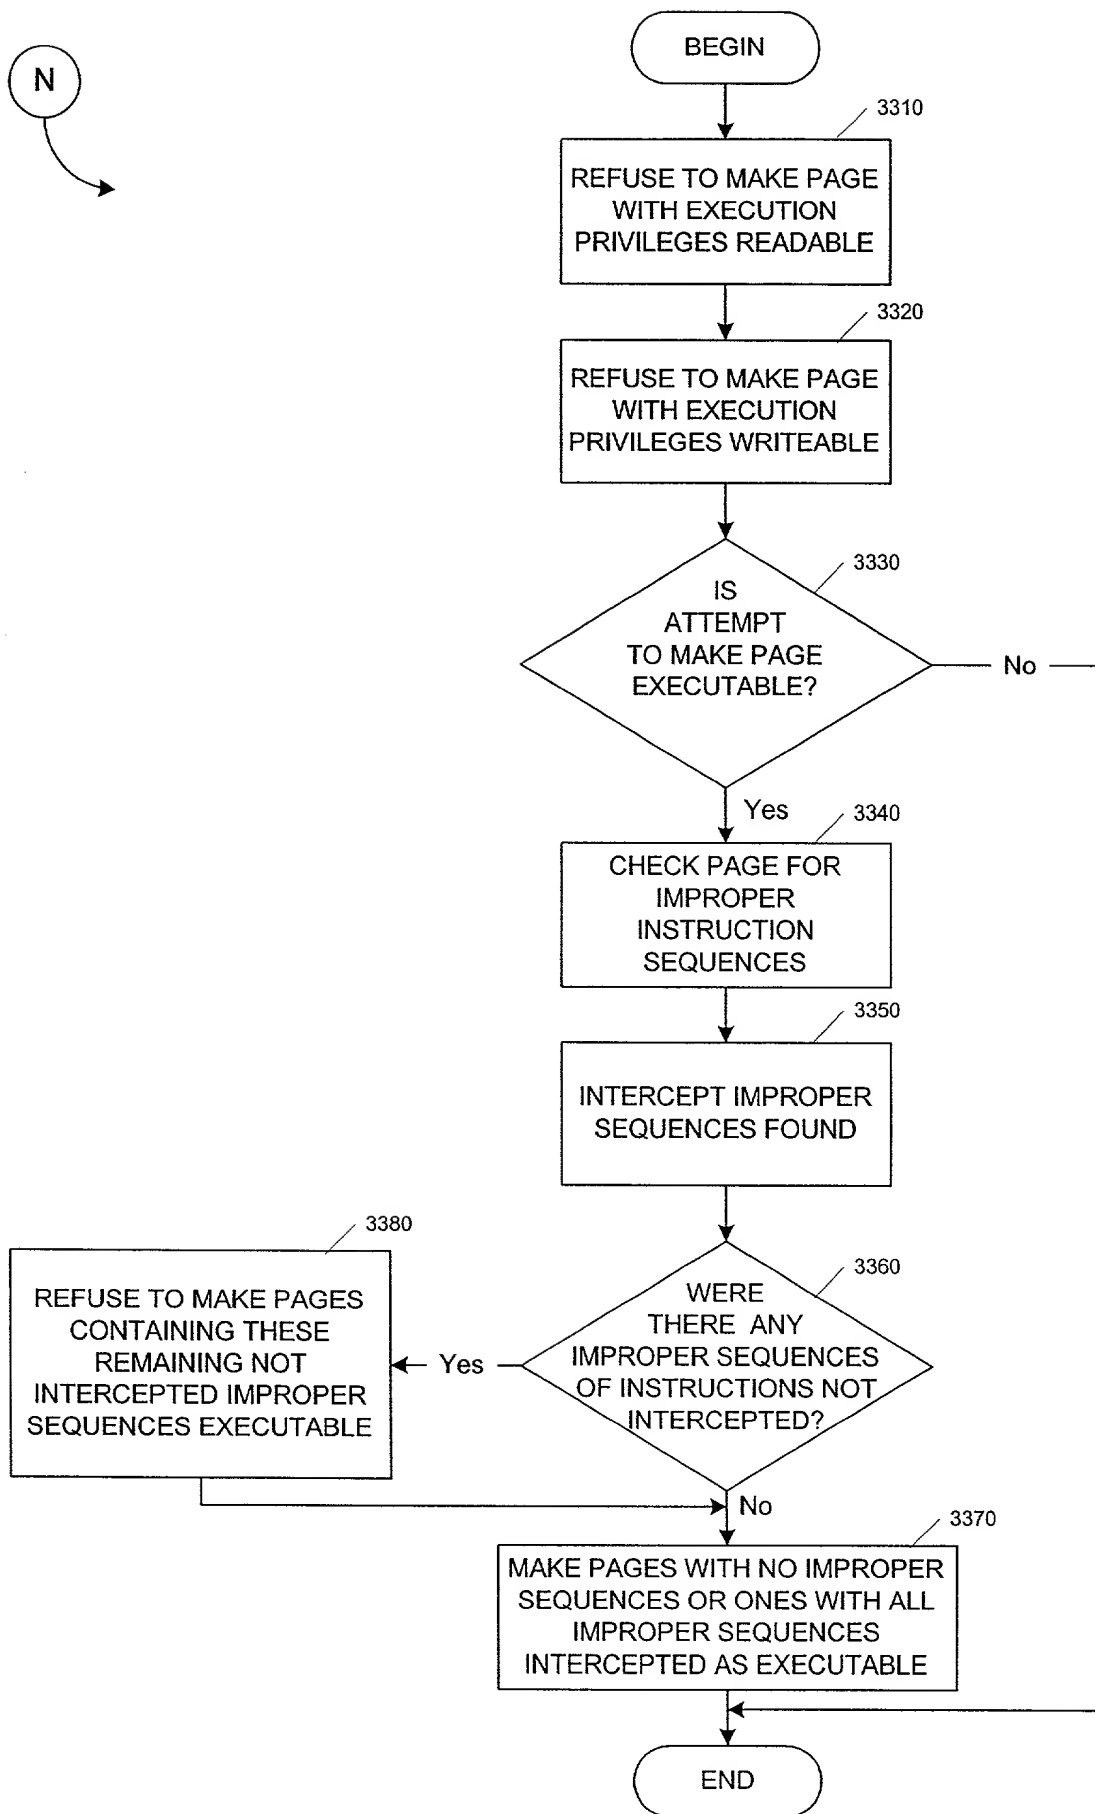 N
BEGIN
3310
REFUSE TO MAKE PAGE
WITH EXECUTION
PRIVILEGES READABLE
3320
REFUSE TO MAKE PAGE
WITH EXECUTION
PRIVILEGES WRITEABLE
3330
IS
ATTEMPT
TO MAKE PAGE
EXECUTABLE?
No
Yes
3340
CHECK PAGE FOR
IMPROPER
INSTRUCTION
SEQUENCES
3350
INTERCEPT IMPROPER
SEQUENCES FOUND
3360
WERE
THERE ANY
IMPROPER SEQUENCES
OF INSTRUCTIONS NOT
INTERCEPTED?
Yes
3380
REFUSE TO MAKE PAGES
CONTAINING THESE
REMAINING NOT
INTERCEPTED IMPROPER
SEQUENCES EXECUTABLE
No
3370
MAKE PAGES WITH NO IMPROPER
SEQUENCES OR ONES WITH ALL
IMPROPER SEQUENCES
INTERCEPTED AS EXECUTABLE
END